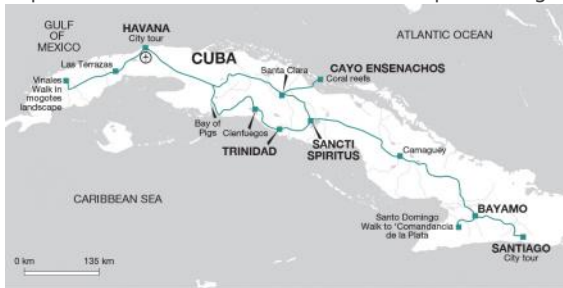 GULF
OF
MEXICO
HAVANA
City tour
ATLANTIC OCEAN
Las Terrazas
CUBA
CAYO ENSENACHOS
Coral reefs
Santa Clara
Vinales
Walk in
mogotes
landscape
Bay of
Pigs
Cienfuegos
TRINIDAD
SANCTI
SPIRITUS
Camaguey
CARIBBEAN SEA
BAYAMO
Santo Domingo
Walk to 'Comandancia
de la Plata
SANTIAGO
City tour
0 km
135 km